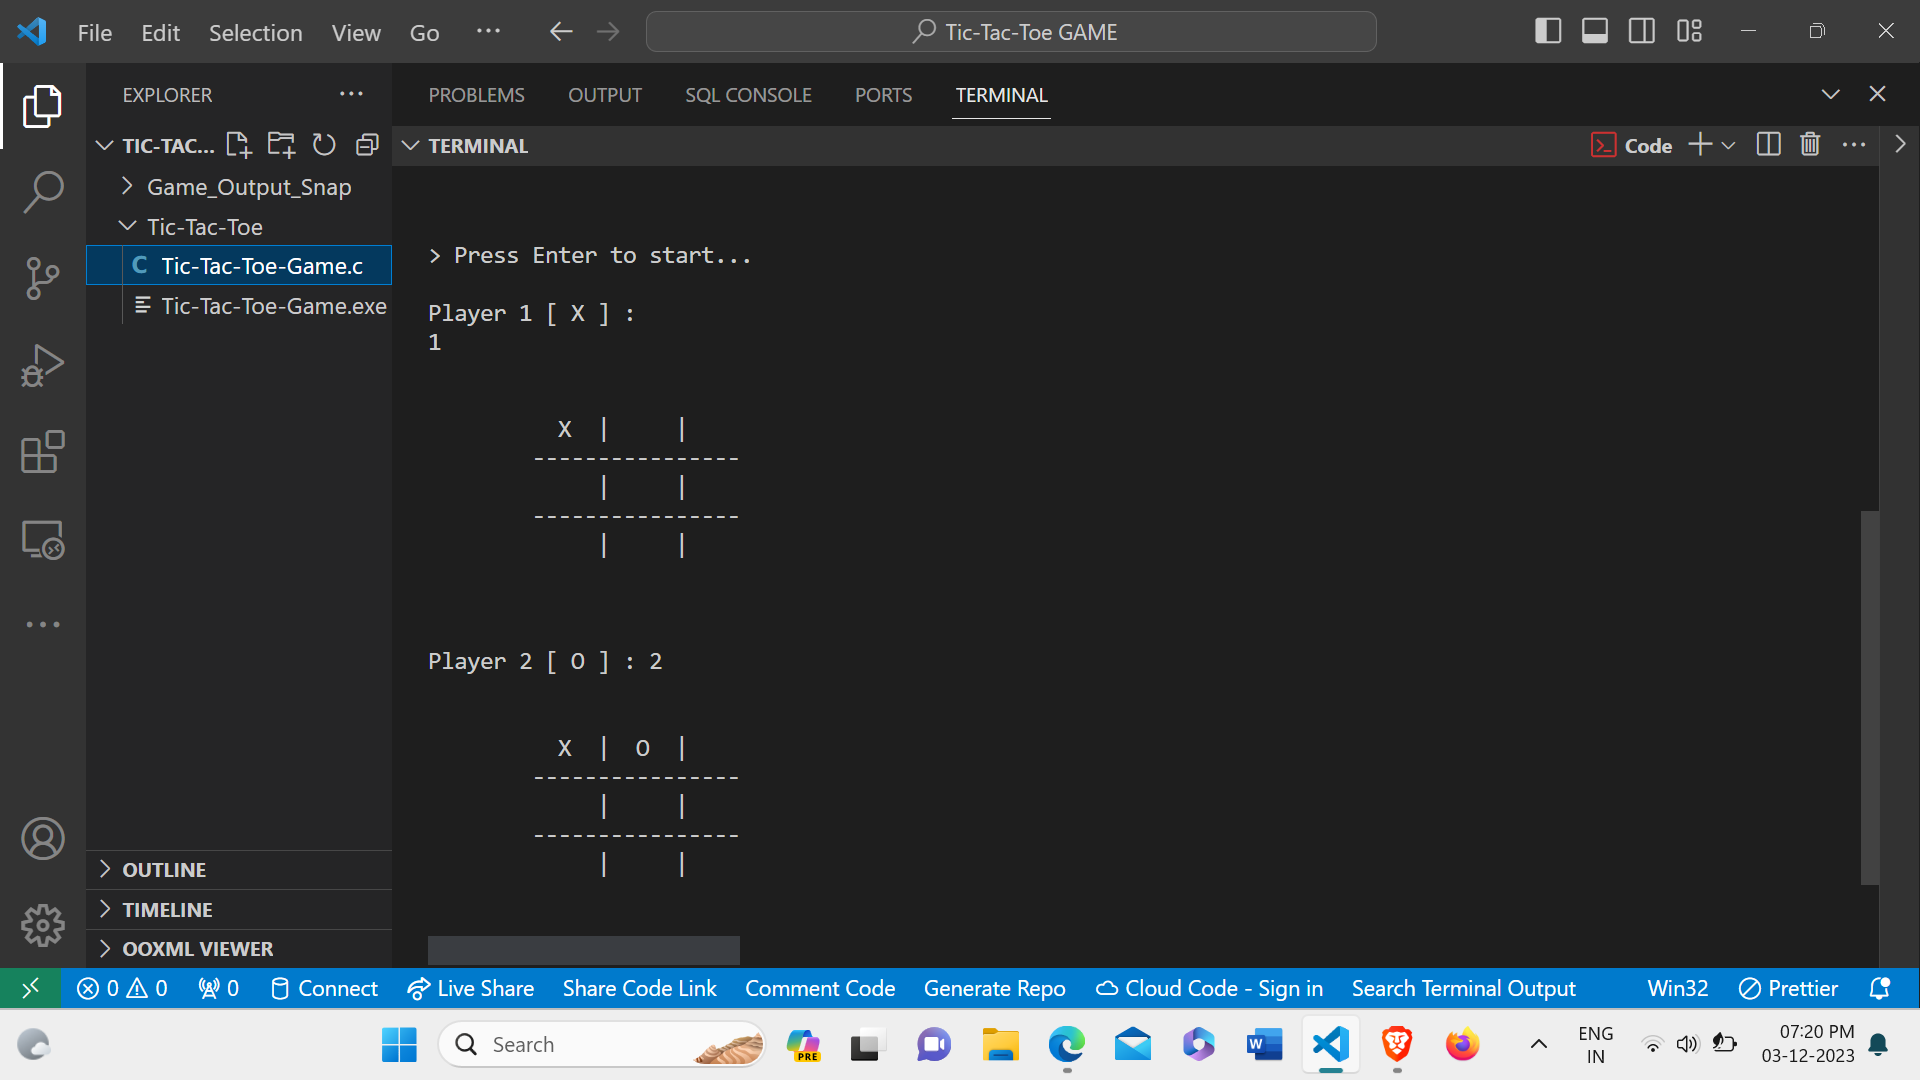 File Edit Selection View Go ...
Tic-Tac-Toe GAME
EXPLORER ...
PROBLEMS OUTPUT SQL CONSOLE PORTS TERMINAL
TIC-TAC...
TERMINAL
Code
Game_Output_Snap
Tic-Tac-Toe
C Tic-Tac-Toe-Game.c
Tic-Tac-Toe-Game.exe
> Press Enter to start...
Player 1 [ X ] :
1
X | |
----------------
| |
----------------
| |
Player 2 [ O ] : 2
X | O |
----------------
| |
----------------
| |
OUTLINE
TIMELINE
OOXML VIEWER
0 0 0 Connect Live Share Share Code Link Comment Code Generate Repo Cloud Code - Sign in Search Terminal Output Win32 Prettier
Search
PRE
W
ENG
IN
07:20 PM
03-12-2023